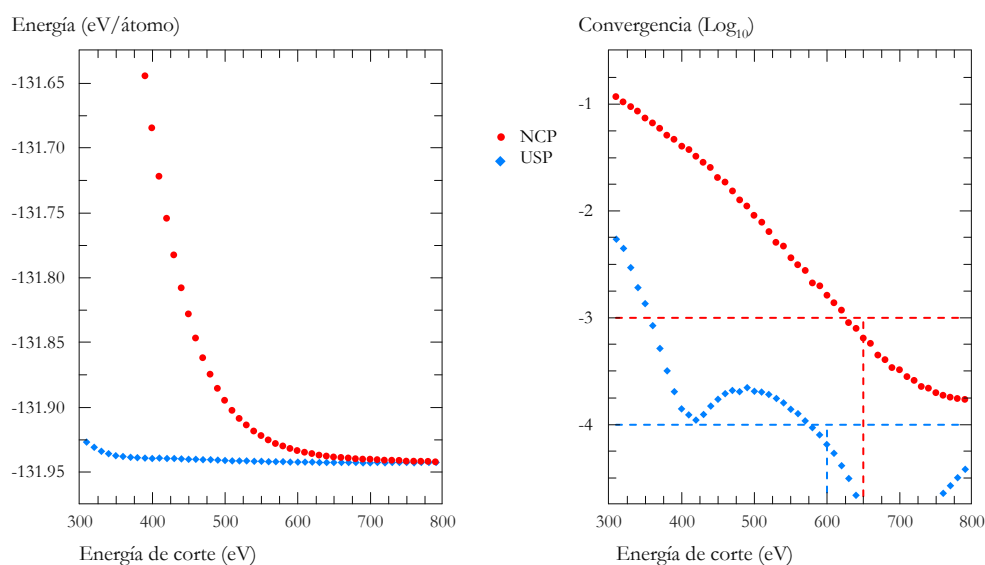 Energía (eV/átomo)
-131.65
-131.70
-131.75
-131.80
-131.85
-131.90
-131.95
300 400 500 600 700 800
Energía de corte (eV)
NCP
USP
Convergencia (Log₁₀)
-1
-2
-3
-4
300 400 500 600 700 800
Energía de corte (eV)